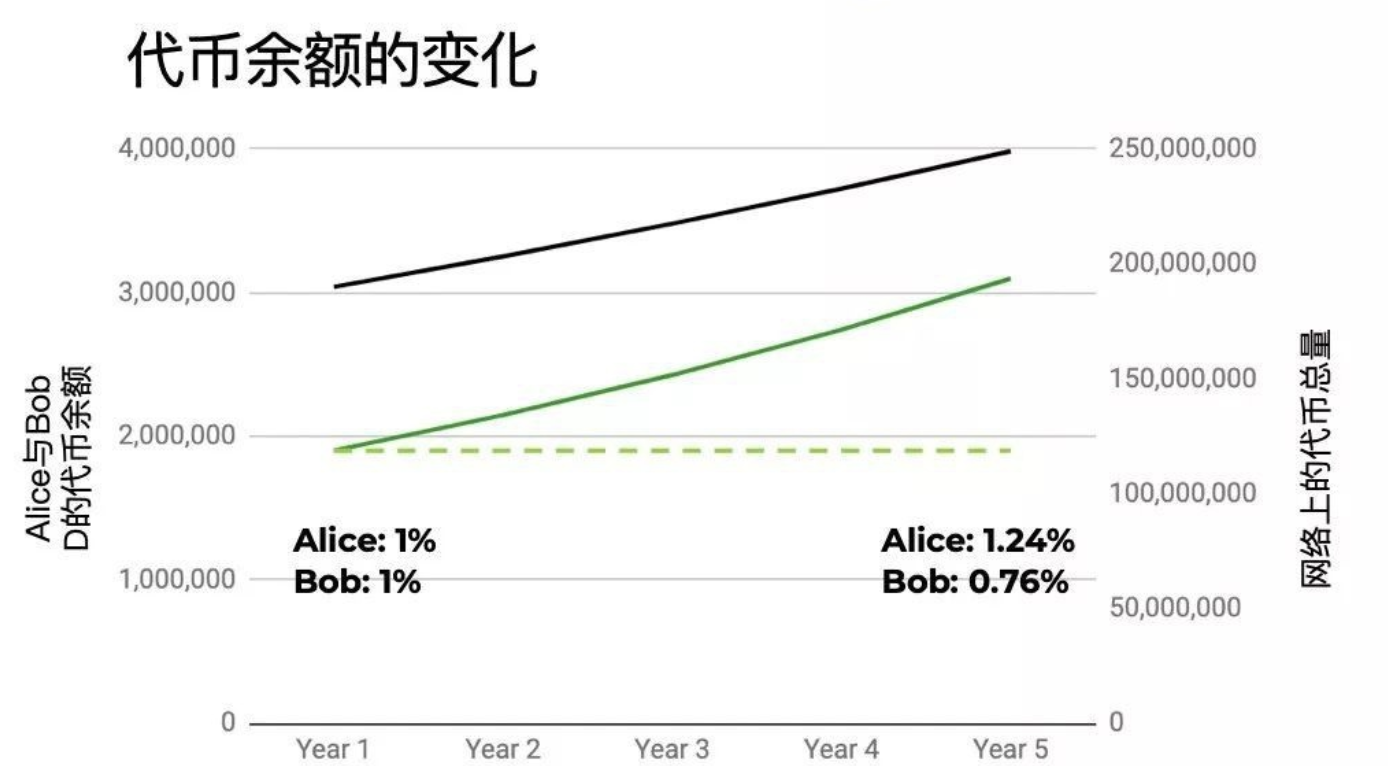 代币余额的变化
4,000,000
3,000,000
2,000,000
1,000,000
0
250,000,000
200,000,000
150,000,000
100,000,000
50,000,000
0
Alice与Bob
D的代币余额
网络上的代币总量
Alice: 1%
Bob: 1%
Alice: 1.24%
Bob: 0.76%
Year 1
Year 2
Year 3
Year 4
Year 5